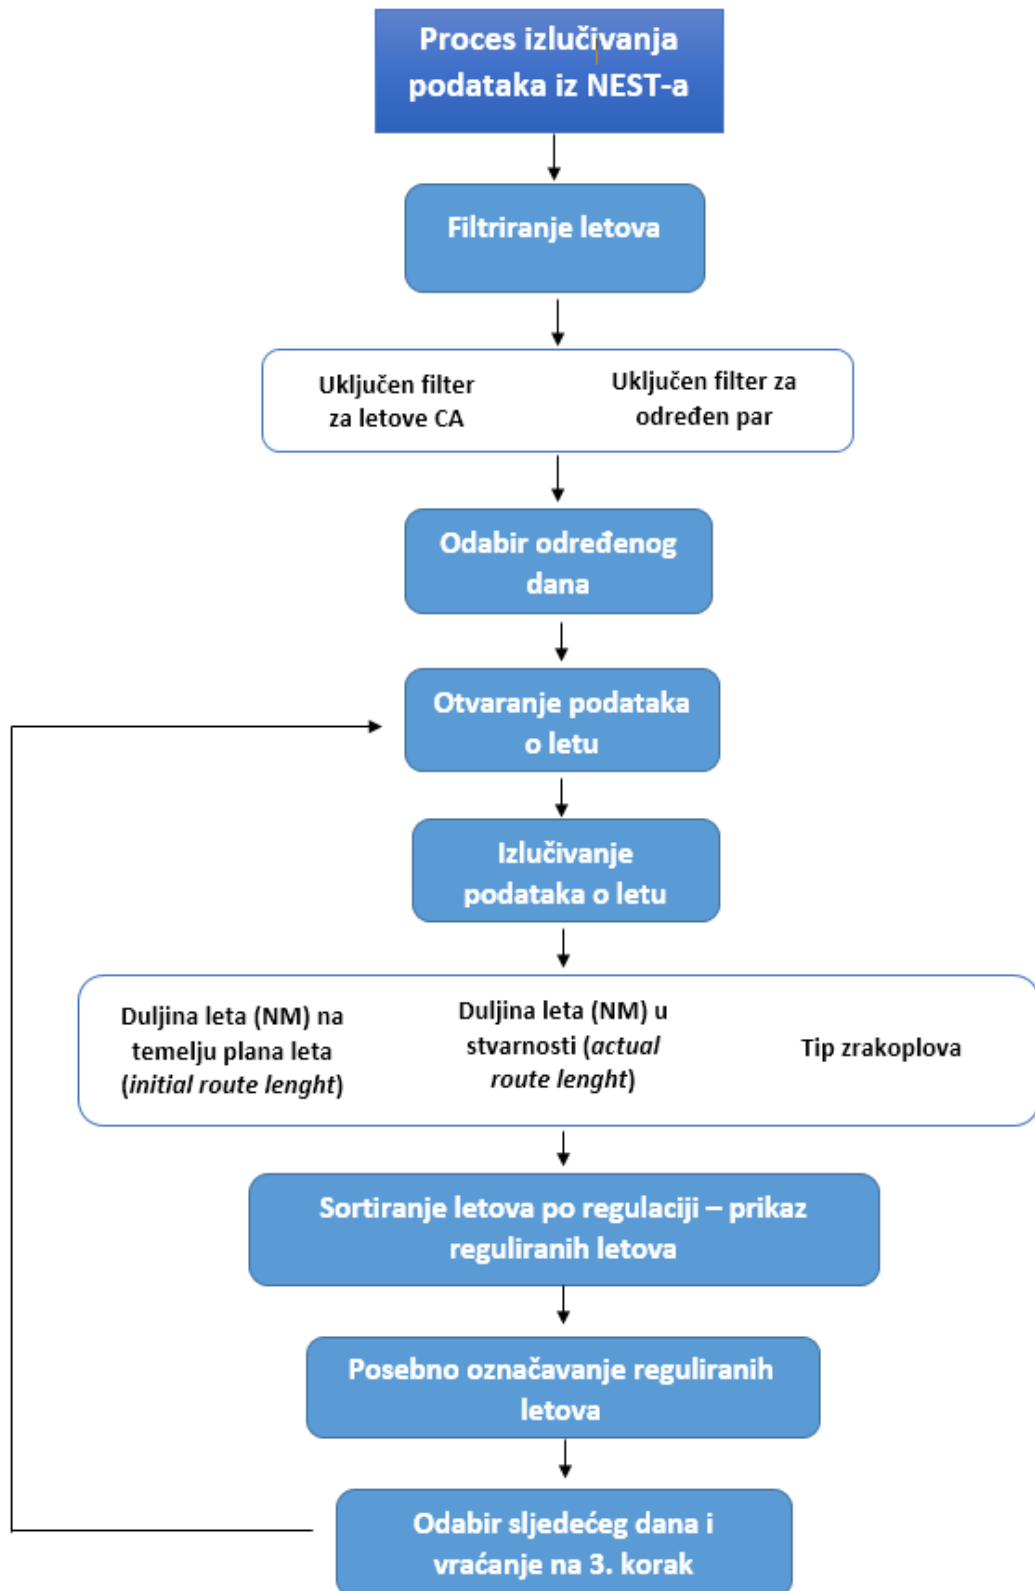 Proces izlučivanja
podataka iz NEST-a
Filtriranje letova
Uključen filter
za letove CA
Uključen filter za
određen par
Odabir određenog
dana
Otvaranje podataka
o letu
Izlučivanje
podataka o letu
Duljina leta (NM) na
temelju plana leta
(initial route lenght)
Duljina leta (NM) u
stvarnosti (actual
route lenght)
Tip zrakoplova
Sortiranje letova po regulaciji – prikaz
reguliranih letova
Posebno označavanje reguliranih
letova
Odabir sljedećeg dana i
vraćanje na 3. korak